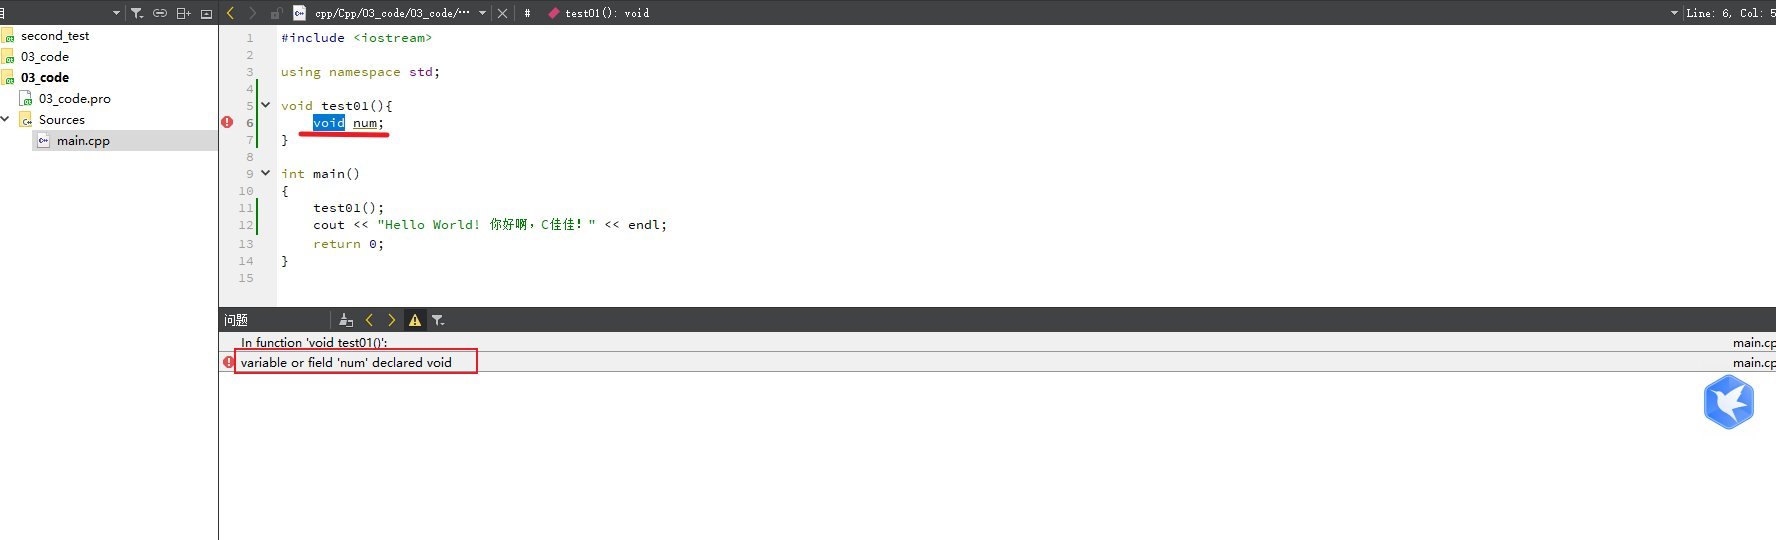 cpp/Cpp/03_code/03_code/··· # test01(): void Line: 6, Col: 5
second_test
03_code
03_code
03_code.pro
Sources
main.cpp
1 #include <iostream>
2
3 using namespace std;
4
5 void test01(){
6 void num;
7 }
8
9 int main()
10 {
11 test01();
12 cout << "Hello World! 你好啊，C佳佳！" << endl;
13 return 0;
14 }
15
问题
In function 'void test01()': main.cp
variable or field 'num' declared void main.cp